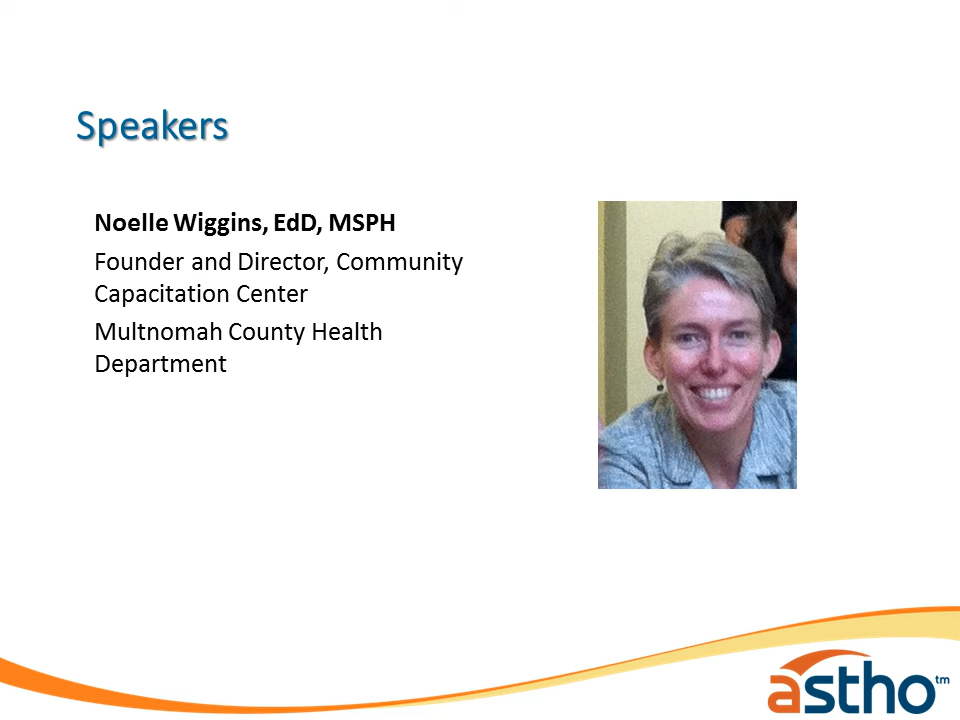 Speakers
Noelle Wiggins, EdD, MSPH
Founder and Director, Community
Capacitation Center
Multnomah County Health
Department
astho™